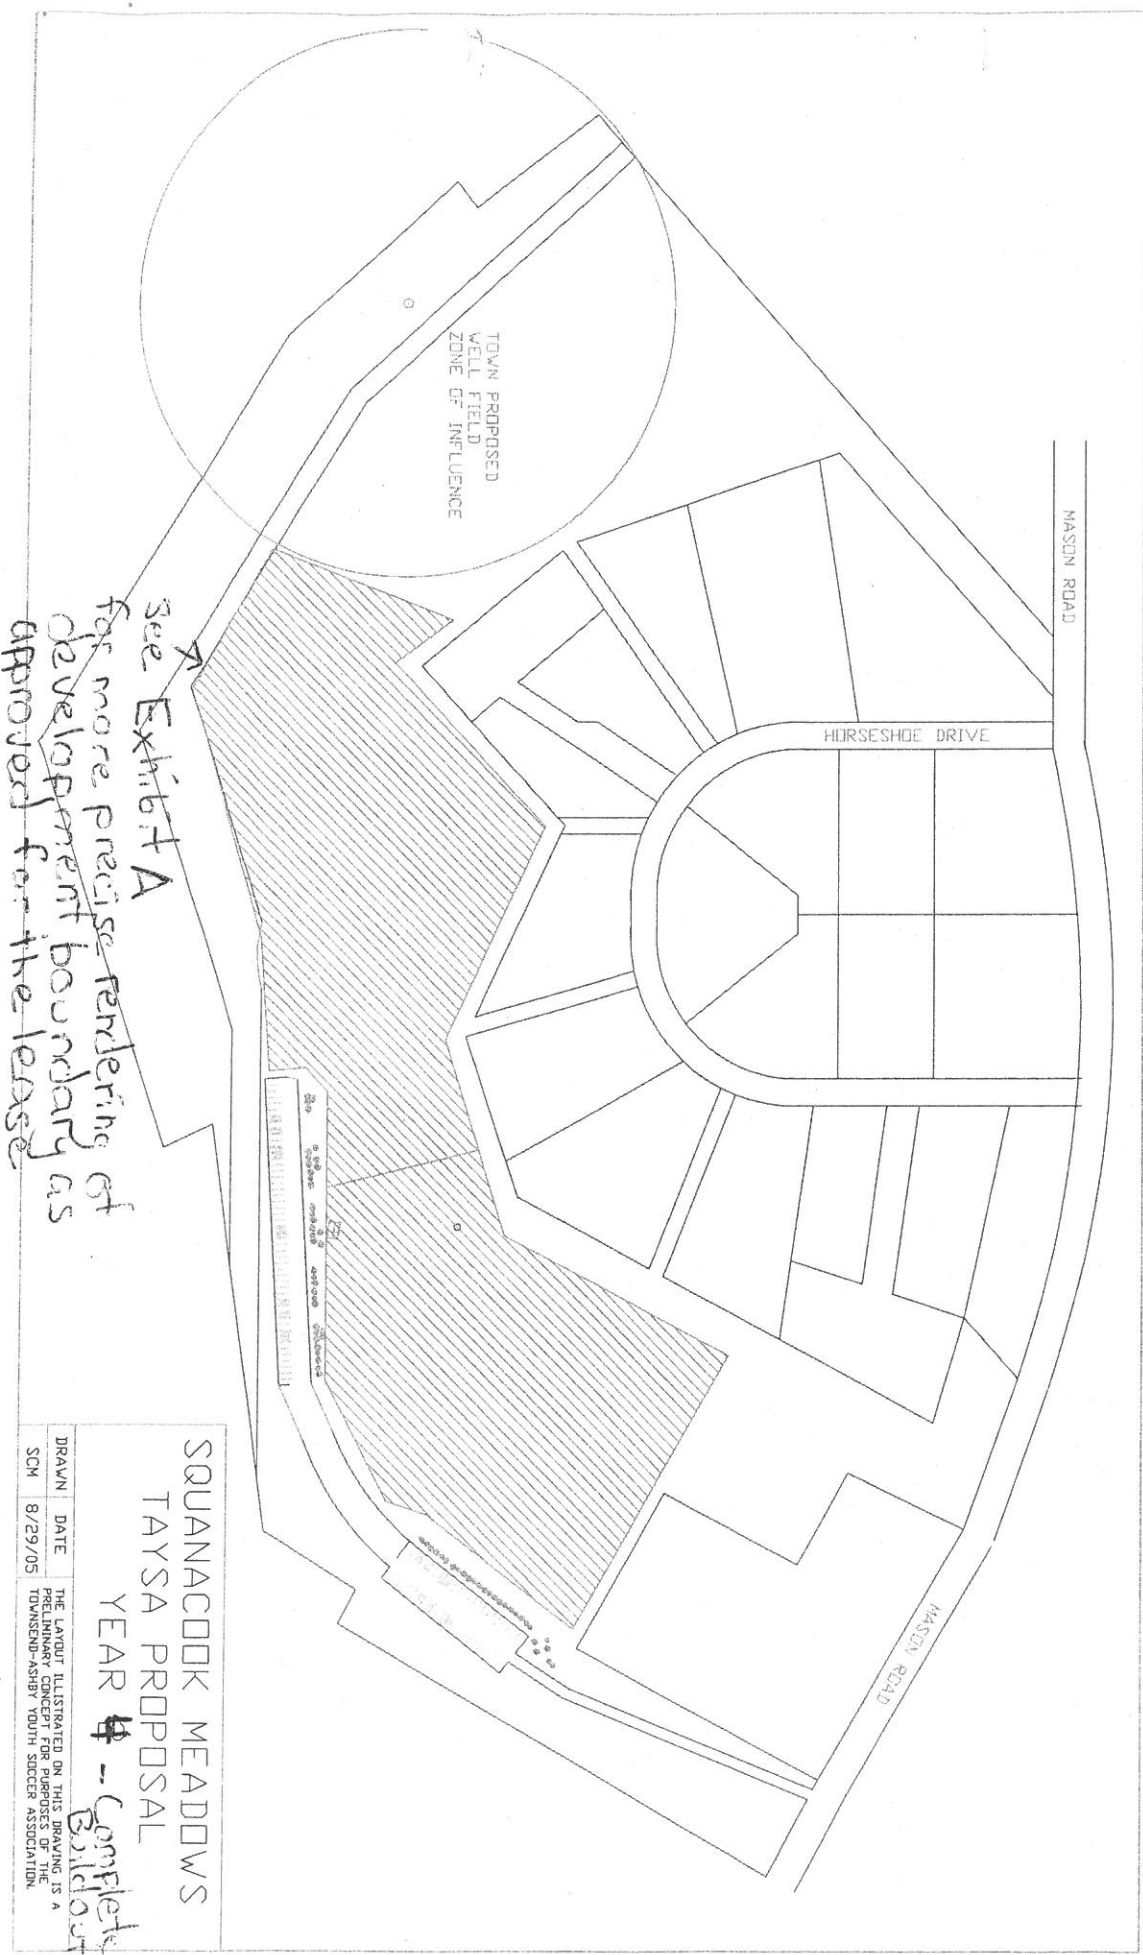 MASON ROAD
HORSESHOE DRIVE
TOWN PROPOSED
WELL FIELD
ZONE OF INFLUENCE
MASON ROAD
see Exhibit A
for more precise rendering of
development boundary as
approved for the lease
SQUANACOOK MEADOWS
TAYSA PROPOSAL
YEAR 4 -- Complete
Buildout
DRAWN DATE
SCM 8/29/05
THE LAYOUT ILLISTRATED ON THIS DRAWING IS A
PRELIMINARY CONCEPT FOR PURPOSES OF THE
TOWNSEND-ASHBY YOUTH SOCCER ASSOCIATION.